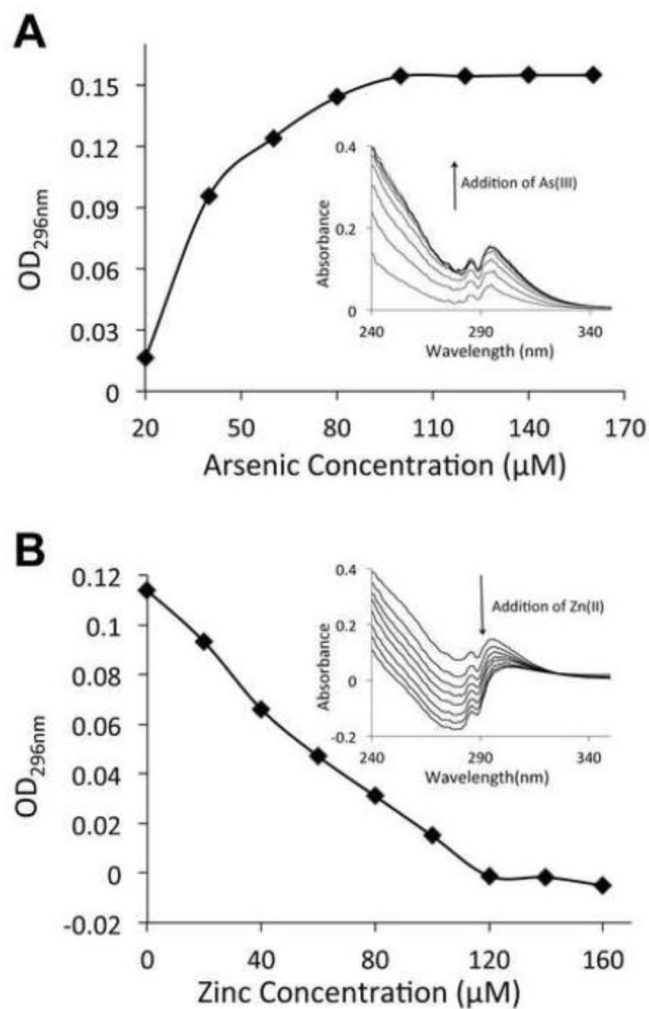 A
0.15
0.12
0.09
0.06
0.03
0
OD296nm
20 50 80 110 140 170
Arsenic Concentration (µM)
0.4
0.2
0
Absorbance
Addition of As(III)
240 290 340
Wavelength (nm)
B
0.12
0.1
0.08
0.06
0.04
0.02
0
-0.02
OD296nm
0 40 80 120 160
Zinc Concentration (µM)
0.4
0.2
0
-0.2
Absorbance
Addition of Zn(II)
240 290 340
Wavelength(nm)